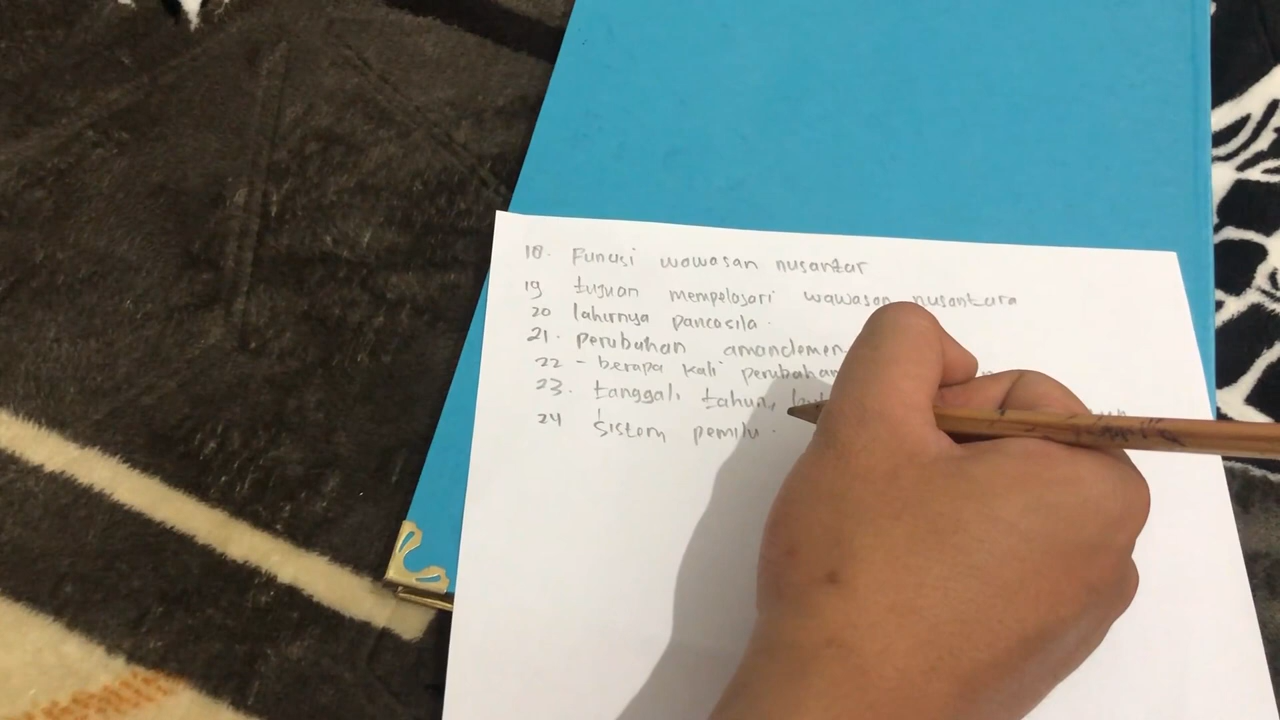 18. Fungsi wawasan nusantar
19 tujuan mempelajari wawasan nusantara
20 lahirnya pancasila.
21. perubahan amandemen
22 - berapa kali perubahan
23. tanggal, tahun,
24 Sistem pemilu.